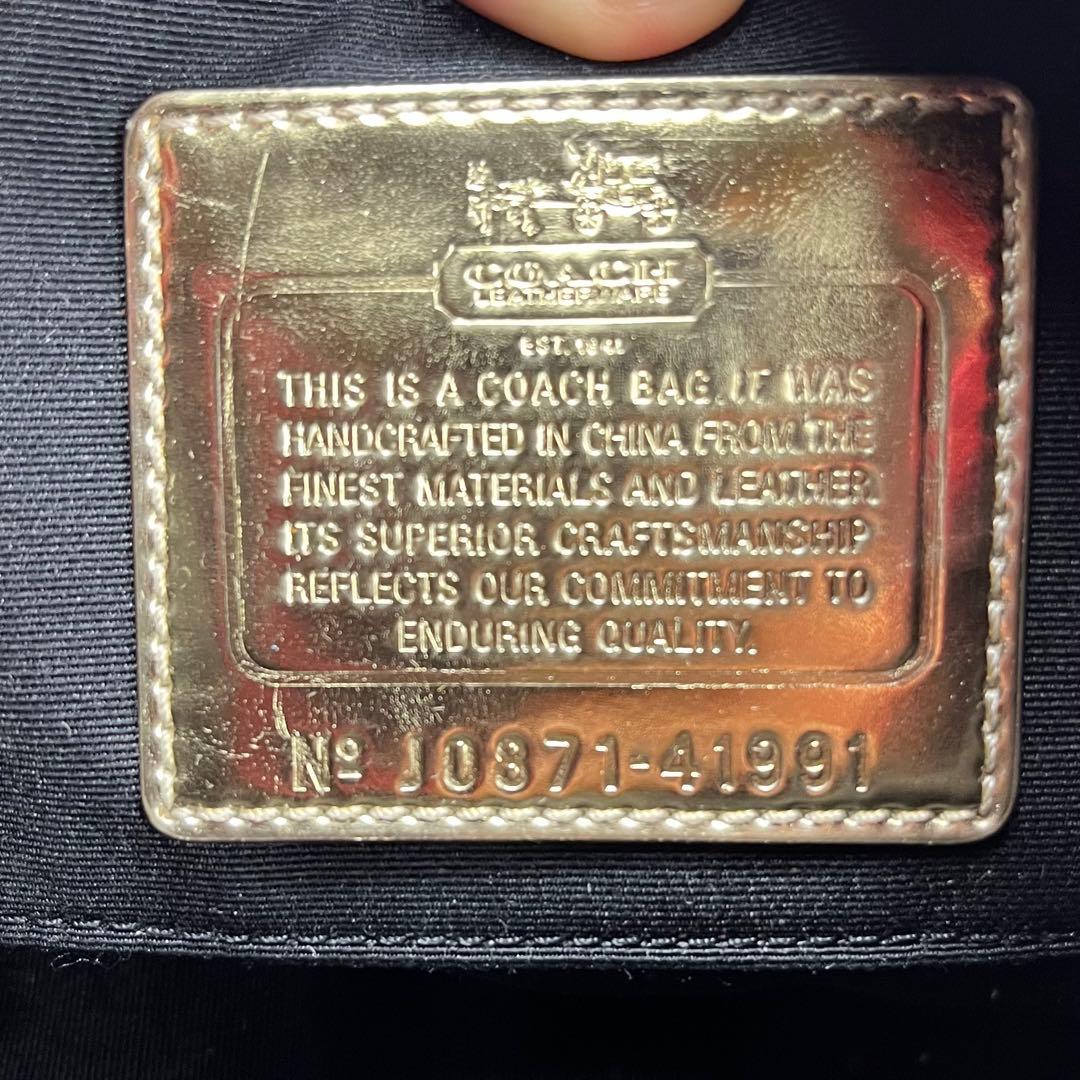 COACH
LEATHERWARE
EST. 1941
THIS IS A COACH BAG. IT WAS
HANDCRAFTED IN CHINA FROM THE
FINEST MATERIALS AND LEATHER.
ITS SUPERIOR CRAFTSMANSHIP
REFLECTS OUR COMMITMENT TO
ENDURING QUALITY.
Nº J0871-41991